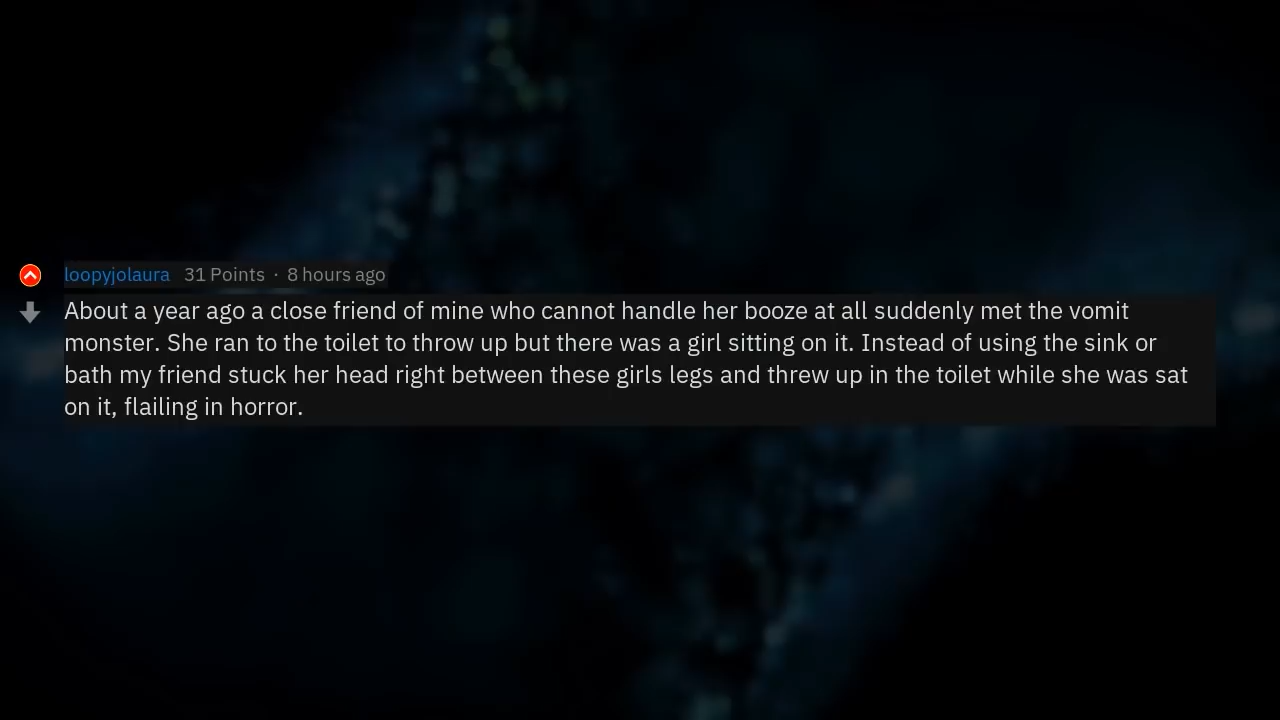 loopyjolaura 31 Points · 8 hours ago
About a year ago a close friend of mine who cannot handle her booze at all suddenly met the vomit
monster. She ran to the toilet to throw up but there was a girl sitting on it. Instead of using the sink or
bath my friend stuck her head right between these girls legs and threw up in the toilet while she was sat
on it, flailing in horror.